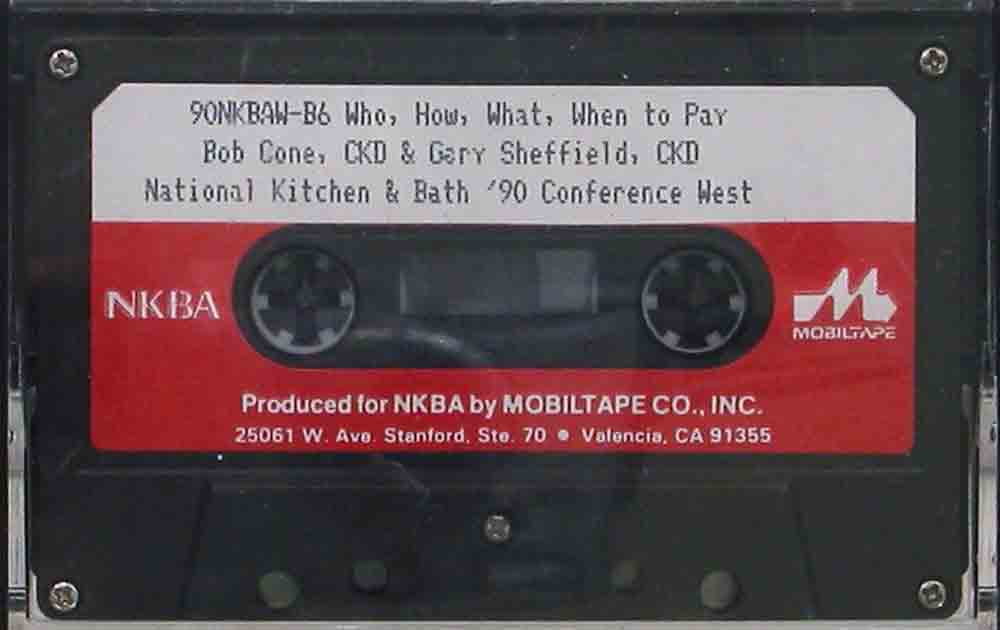 90NKBAW-B6 Who, How, What, When to Pay
Bob Cone, CKD & Gary Sheffield, CKD
National Kitchen & Bath '90 Conference West
NKBA
MOBILTAPE
Produced for NKBA by MOBILTAPE CO., INC.
25061 W. Ave. Stanford, Ste. 70 ● Valencia, CA 91355